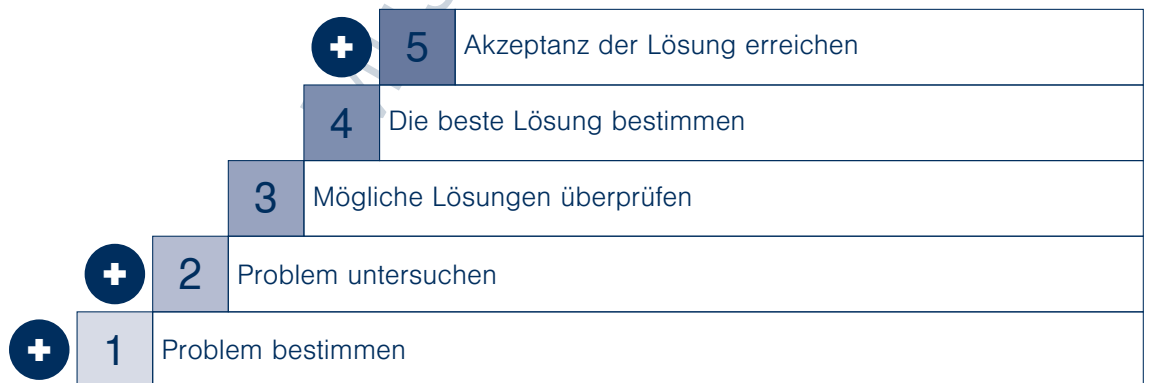 5 Akzeptanz der Lösung erreichen
4 Die beste Lösung bestimmen
3 Mögliche Lösungen überprüfen
2 Problem untersuchen
1 Problem bestimmen